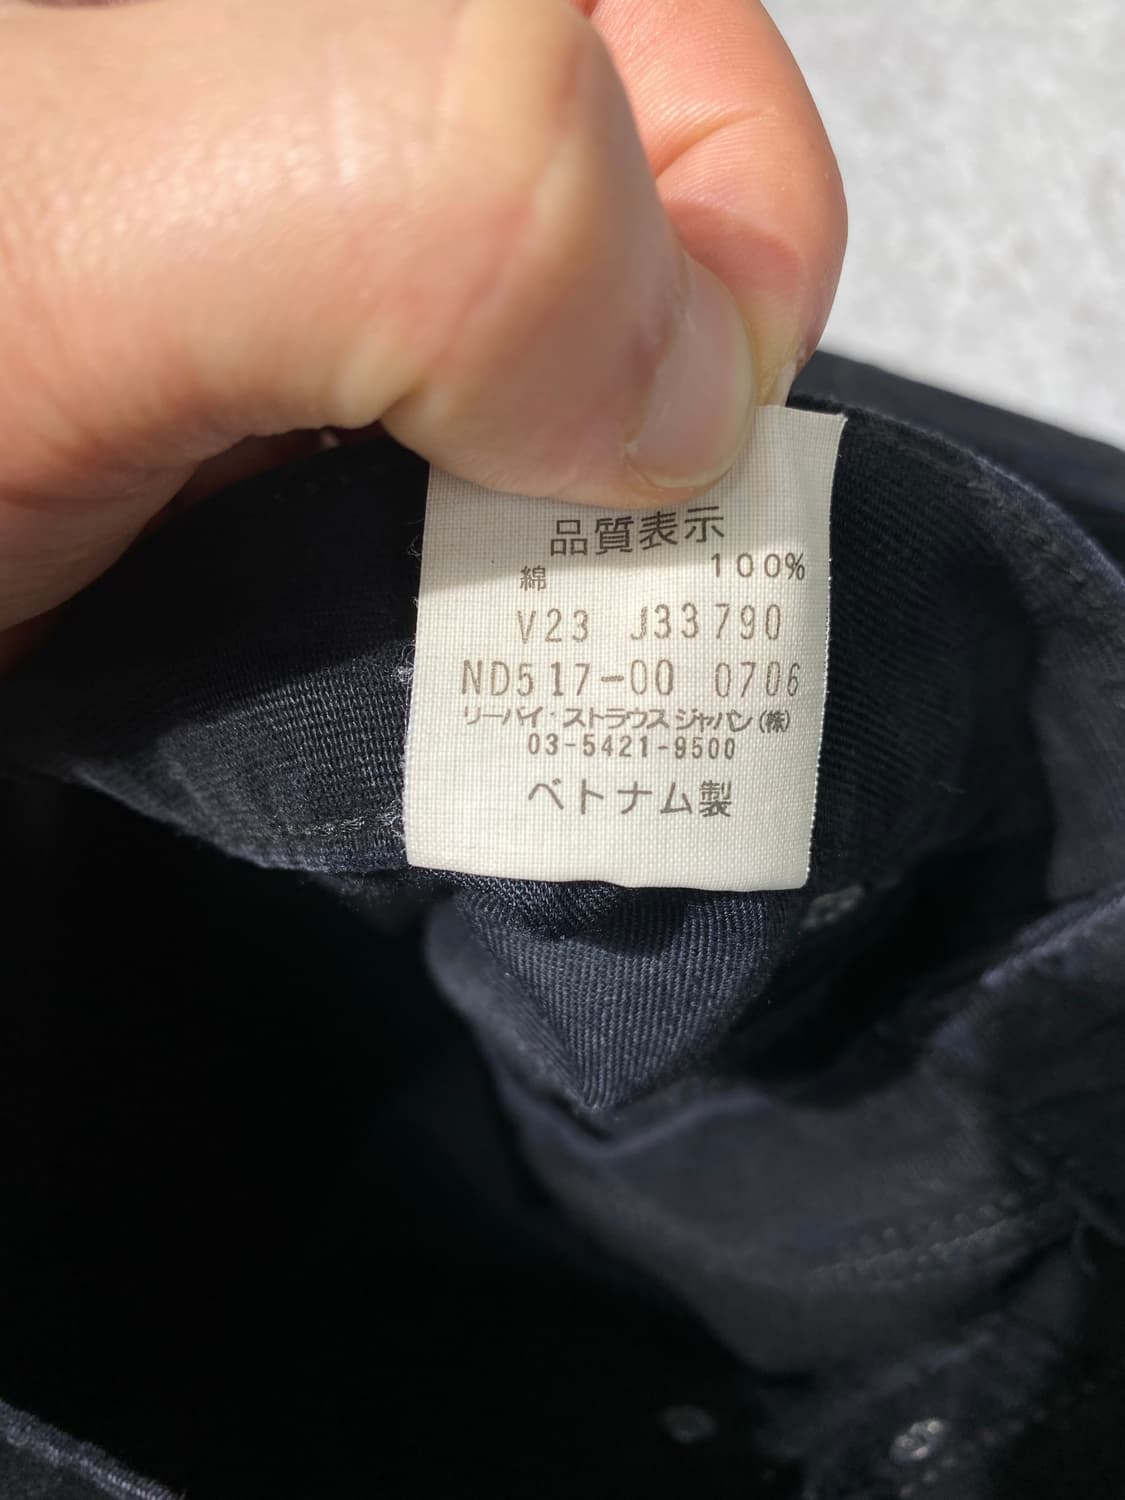 品質表示
綿 100%
V23 J33790
ND517-00 0706
リーバイ・ストラウス ジャパン(株)
03-5421-9500
ベトナム製